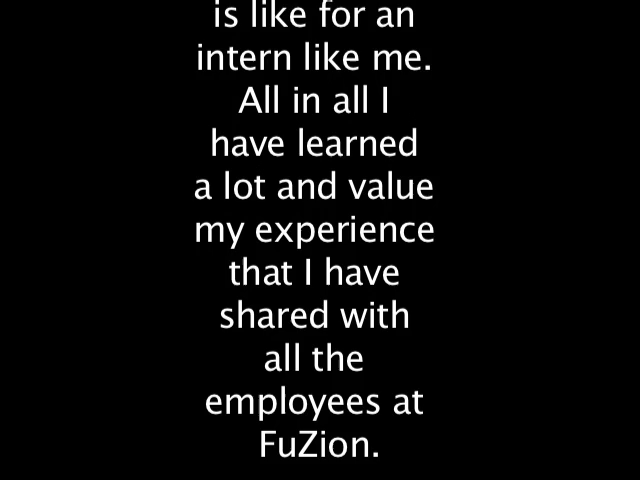 is like for an
intern like me.
All in all I
have learned
a lot and value
my experience
that I have
shared with
all the
employees at
FuZion.